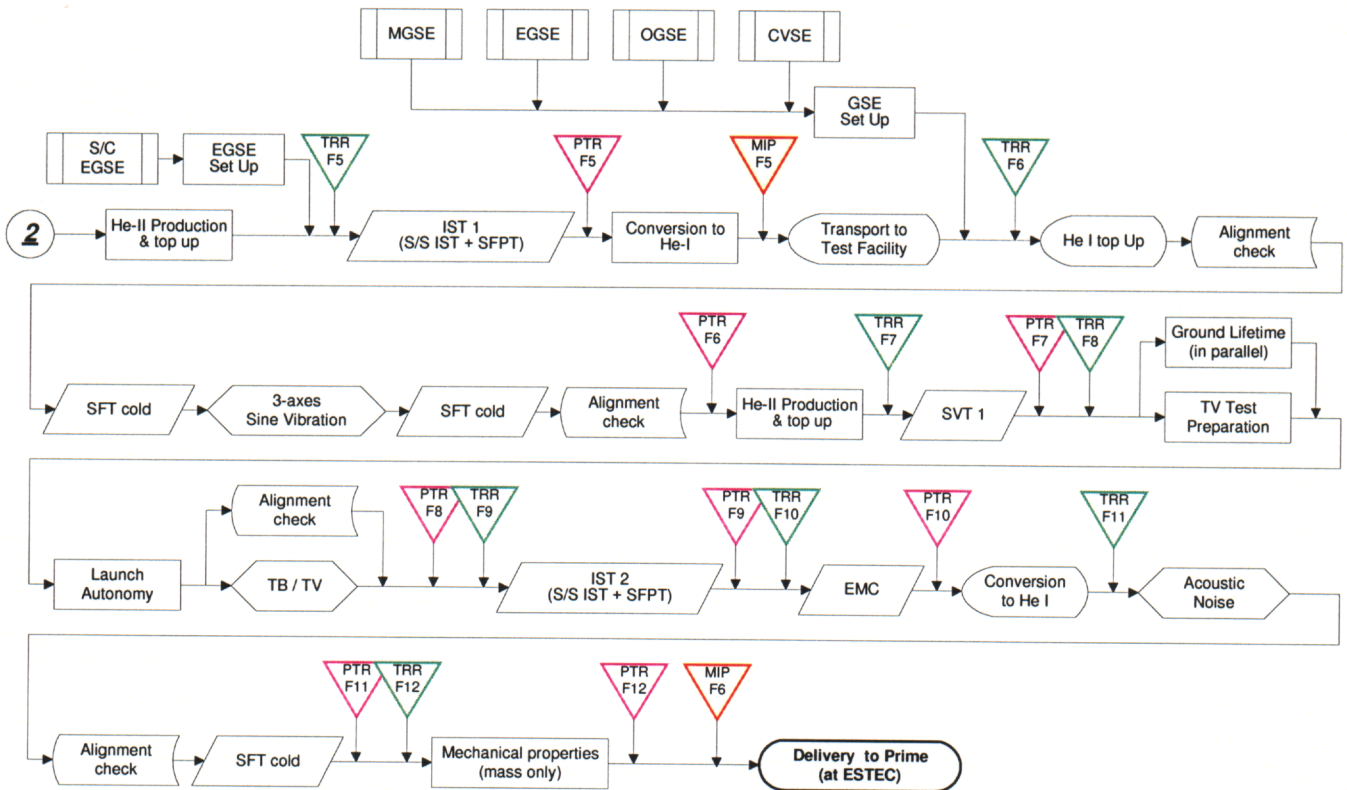 MGSE
EGSE
OGSE
CVSE
GSE
Set Up
S/C
EGSE
EGSE
Set Up
TRR
F5
PTR
F5
MIP
F5
TRR
F6
2
He-II Production
& top up
IST 1
(S/S IST + SFPT)
Conversion to
He-I
Transport to
Test Facility
He I top Up
Alignment
check
PTR
F6
TRR
F7
PTR
F7
TRR
F8
Ground Lifetime
(in parallel)
SFT cold
3-axes
Sine Vibration
SFT cold
Alignment
check
He-II Production
& top up
SVT 1
TV Test
Preparation
Alignment
check
PTR
F8
TRR
F9
PTR
F9
TRR
F10
PTR
F10
TRR
F11
Launch
Autonomy
TB / TV
IST 2
(S/S IST + SFPT)
EMC
Conversion
to He I
Acoustic
Noise
PTR
F11
TRR
F12
PTR
F12
MIP
F6
Alignment
check
SFT cold
Mechanical properties
(mass only)
Delivery to Prime
(at ESTEC)